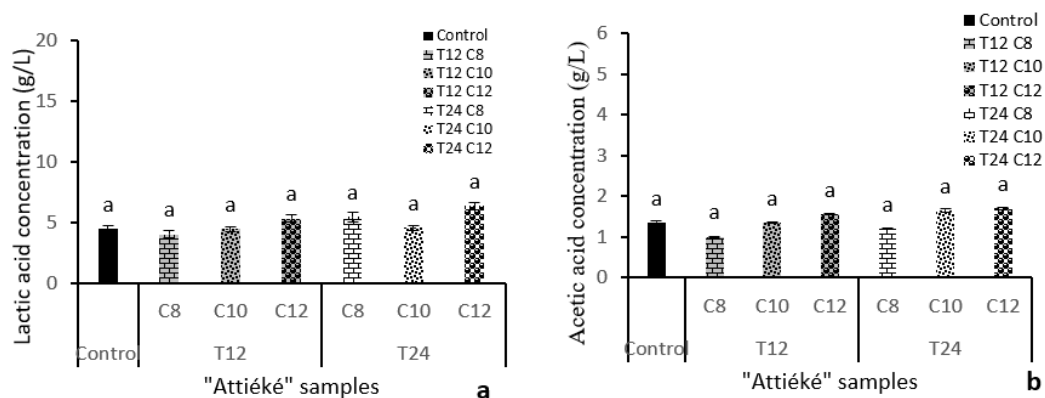 Lactic acid concentration (g/L)
20
15
10
5
0
Control
T12 C8
T12 C10
T12 C12
T24 C8
T24 C10
T24 C12
a a a a a a a
C8 C10 C12 C8 C10 C12
Control T12 T24
"Attiéké" samples
a
Acetic acid concentration (g/L)
6
5
4
3
2
1
0
Control
T12 C8
T12 C10
T12 C12
T24 C8
T24 C10
T24 C12
a a a a a a a
C8 C10 C12 C8 C10 C12
Control T12 T24
"Attiéké" samples
b